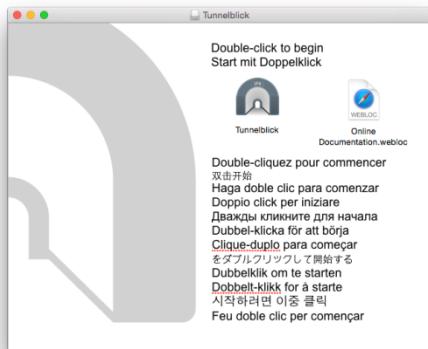 Tunnelblick
Double-click to begin
Start mit Doppelklick
Tunnelblick
WEBLOC
Online
Documentation.webloc
Double-cliquez pour commencer
双击开始
Haga doble clic para comenzar
Doppio click per iniziare
Дважды кликните для начала
Dubbel-klicka för att börja
Clique-duplo para começar
をダブルクリックして開始する
Dubbelklik om te starten
Dobbelt-klikk for å starte
시작하려면 이중 클릭
Feu doble clic per començar